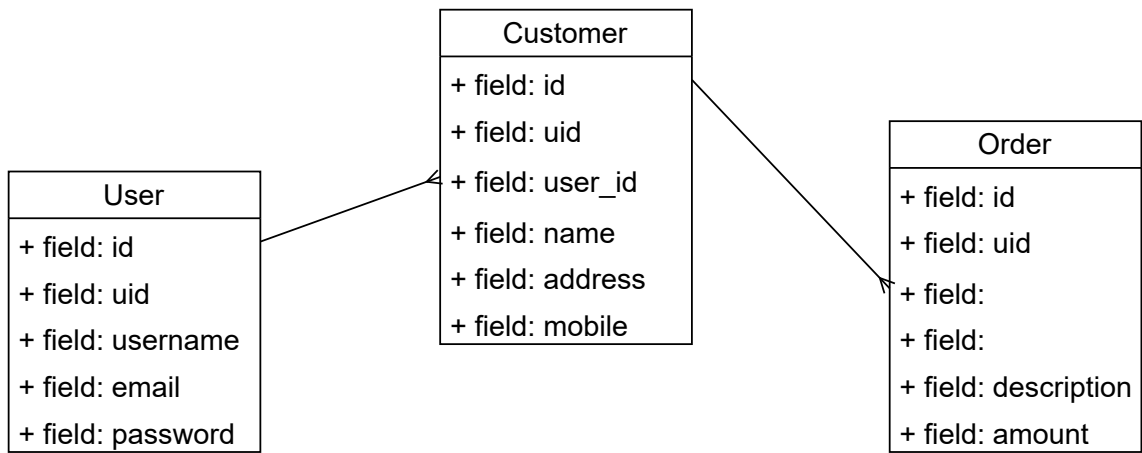 User
+ field: id
+ field: uid
+ field: username
+ field: email
+ field: password
Customer
+ field: id
+ field: uid
+ field: user_id
+ field: name
+ field: address
+ field: mobile
Order
+ field: id
+ field: uid
+ field:
+ field:
+ field: description
+ field: amount